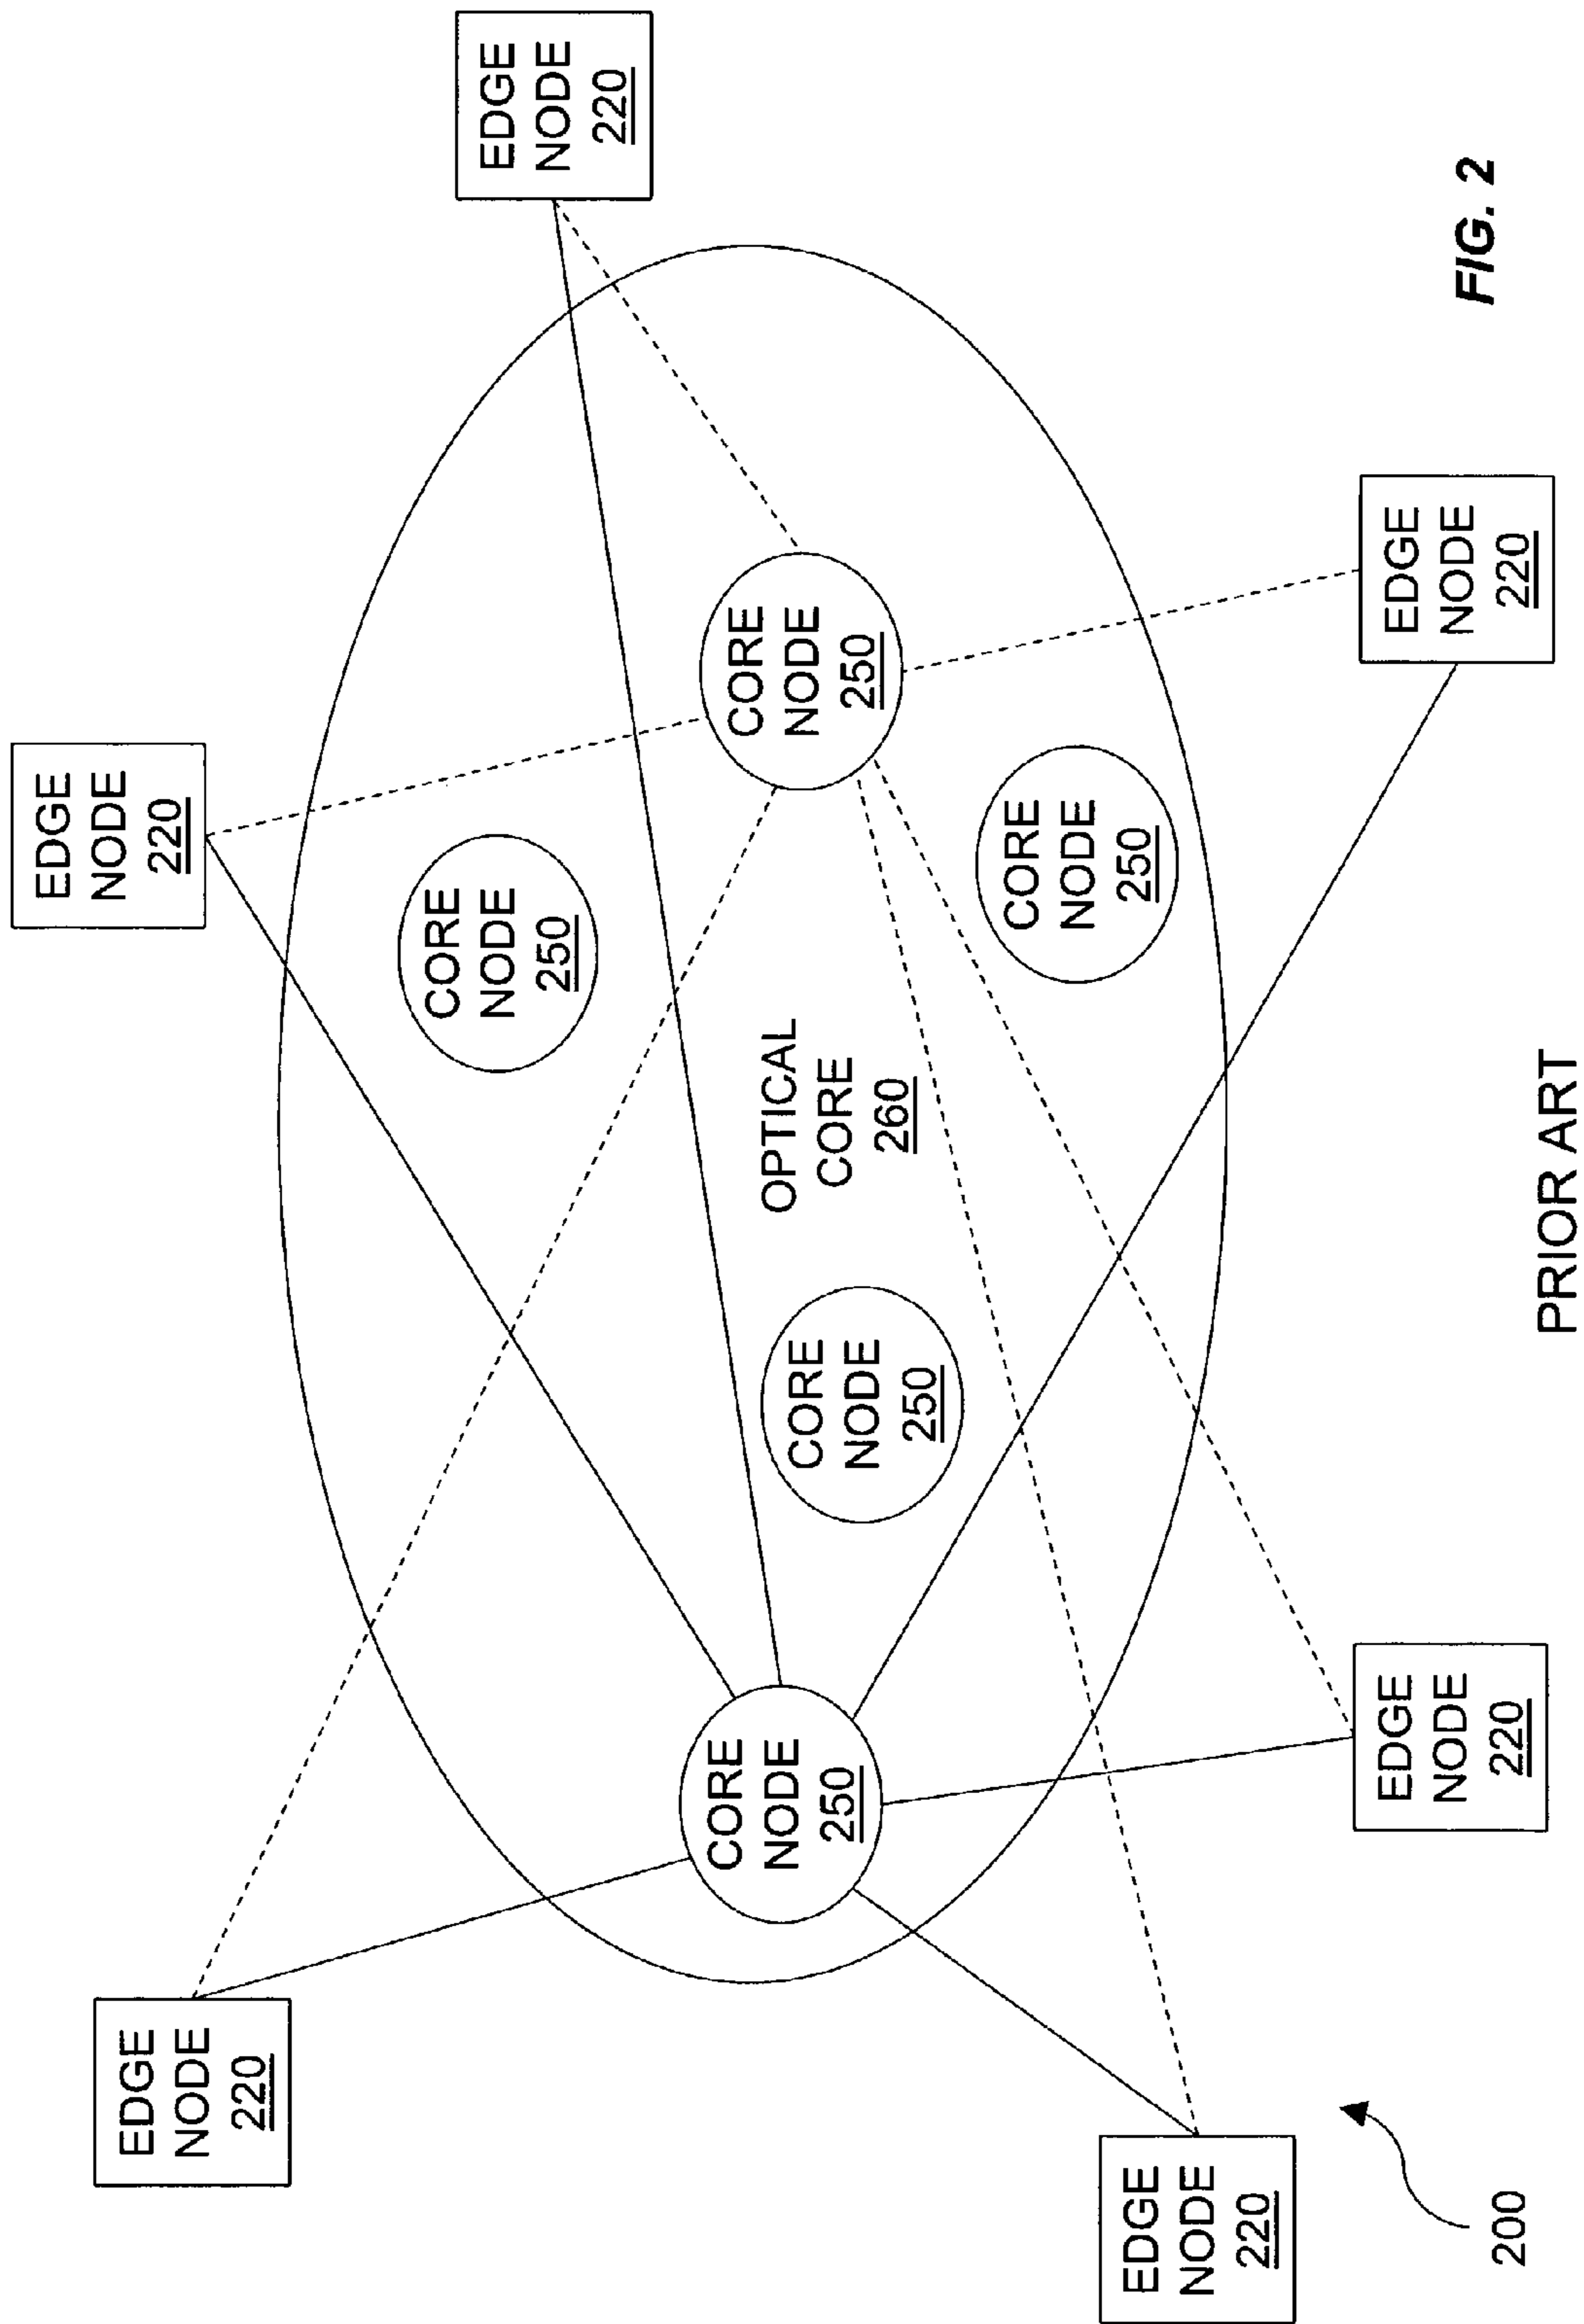 EDGE
NODE
220
EDGE
NODE
220
EDGE
NODE
220
CORE
NODE
250
CORE
NODE
250
CORE
NODE
250
OPTICAL
CORE
260
CORE
NODE
250
CORE
NODE
250
EDGE
NODE
220
EDGE
NODE
220
EDGE
NODE
220
FIG. 2
200
PRIOR ART